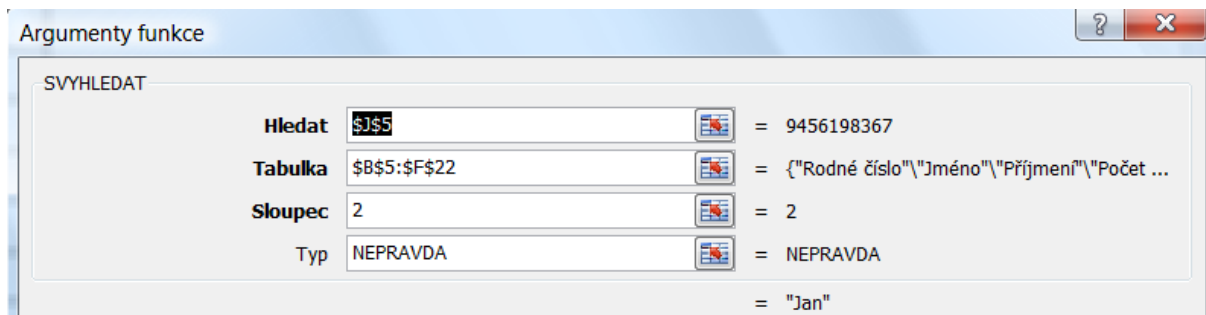 Argumenty funkce
SVYHLEDAT
Hledat $J$5 = 9456198367
Tabulka $B$5:$F$22 = {"Rodné číslo"\"Jméno"\"Příjmení"\"Počet ...
Sloupec 2 = 2
Typ NEPRAVDA = NEPRAVDA
= "Jan"